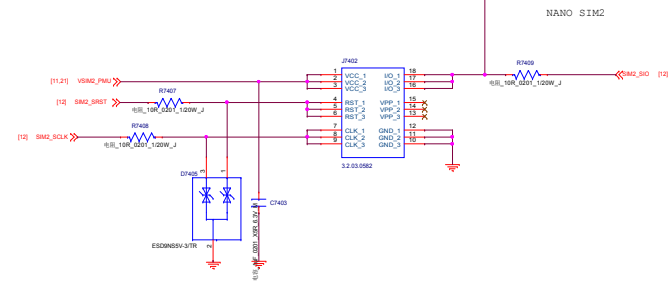 NANO SIM2
J7402
R7409
[11,21] VSIM2_PMU
1 VCC_1 I/O_1 18
2 VCC_2 I/O_2 17
3 VCC_3 I/O_3 16
SIM2_SIO [12]
电阻_10R_0201_1/20W_J
R7407
[12] SIM2_SRST
4 RST_1 VPP_1 15
5 RST_2 VPP_2 14
6 RST_3 VPP_3 13
电阻_10R_0201_1/20W_J
R7408
[12] SIM2_SCLK
7 CLK_1 GND_1 12
8 CLK_2 GND_2 11
9 CLK_3 GND_3 10
电阻_10R_0201_1/20W_J
3.2.03.0582
D7405
3
1
C7403
2
ESD9NS5V-3/TR